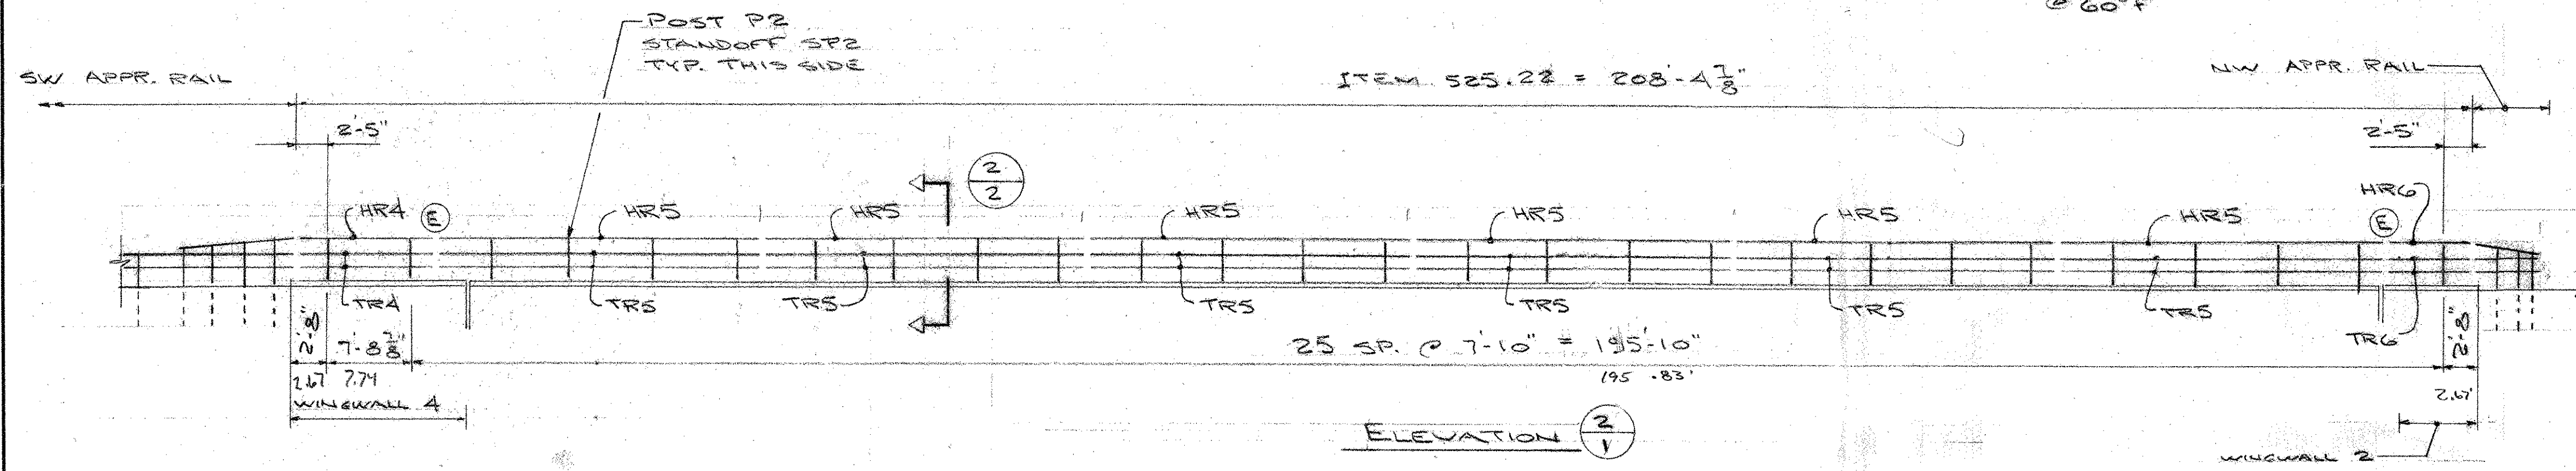 @ 60°F
POST P2
STANDOFF SP2
TYP. THIS SIDE
SW APPR. RAIL
ITEM 525.22 = 208'-4 7/8"
NW APPR. RAIL
2'-5"
2'-5"
2
2
HR4
E
HR5
HR5
HR5
HR5
HR5
HR5
E
HR6
TR4
TR5
TR5
TR5
TR5
TR5
TR5
TR6
2'-8"
7'-8 7/8"
25 SP. @ 7'-10" = 195'-10"
2'-8"
2.67 7.74
195.83'
2.67'
WINGWALL 4
ELEVATION
2
1
WINGWALL 2